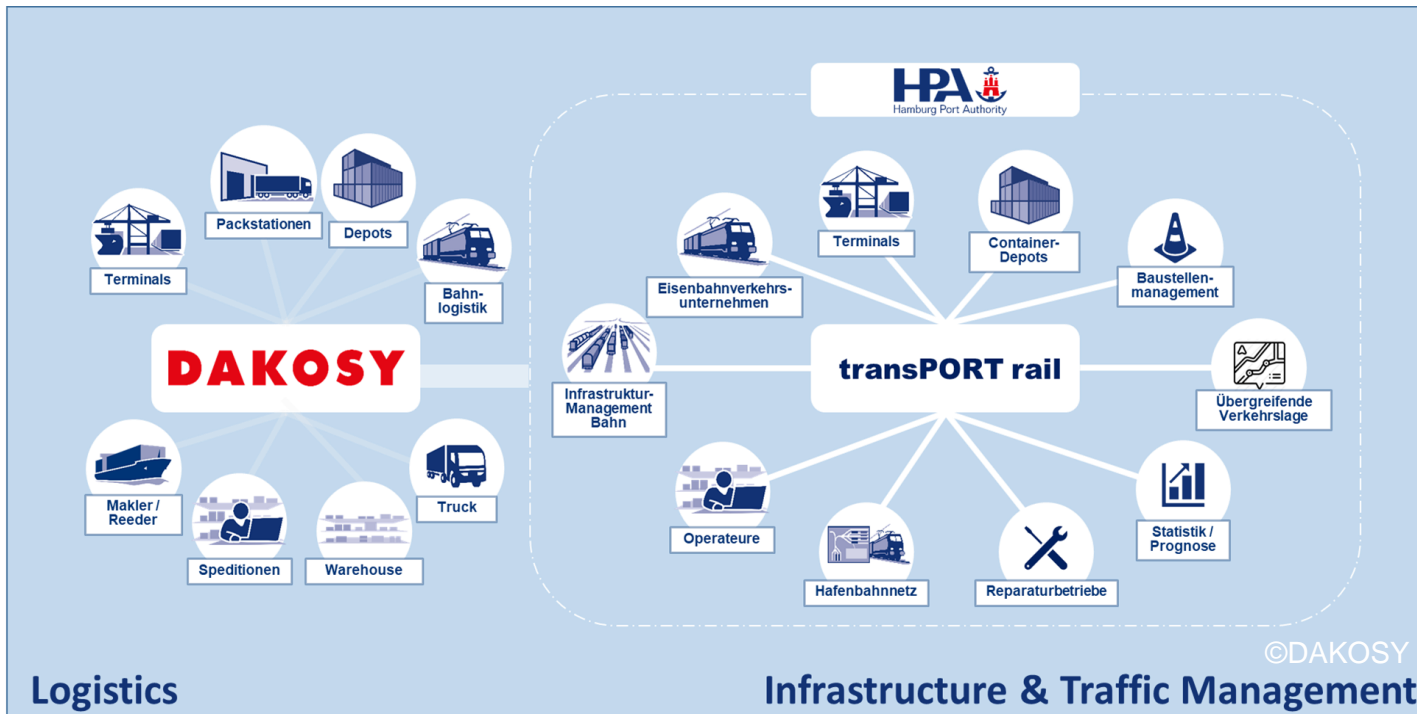 HPA
Hamburg Port Authority
Packstationen
Depots
Terminals
Bahn-
logistik
DAKOSY
Makler /
Reeder
Speditionen
Warehouse
Truck
Eisenbahnverkehrs-
unternehmen
Terminals
Container-
Depots
Baustellen-
management
Infrastruktur-
Management
Bahn
transPORT rail
Übergreifende
Verkehrslage
Operateure
Hafenbahnnetz
Reparaturbetriebe
Statistik /
Prognose
©DAKOSY
Logistics
Infrastructure & Traffic Management